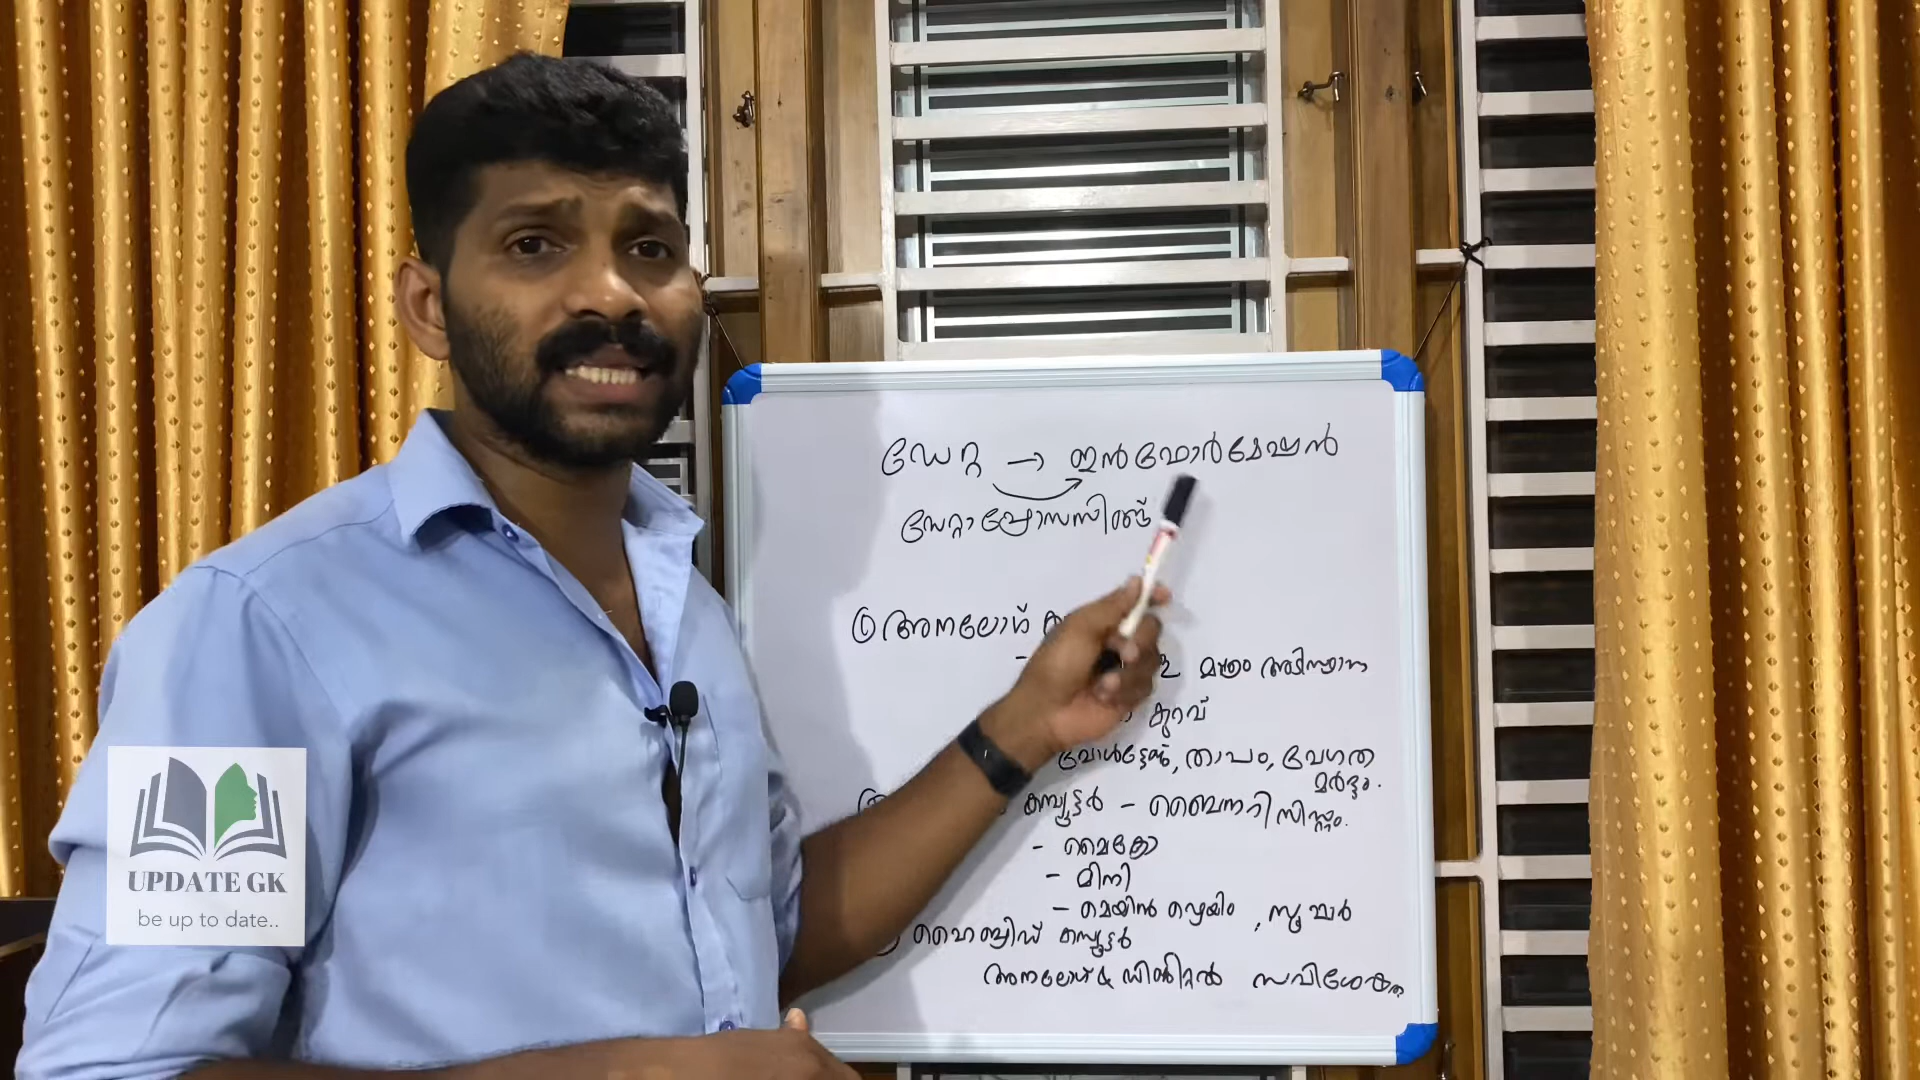 ഡേറ്റ → ഇൻഫോർമേഷൻ
ഡേറ്റാ പ്രോസസിങ്ങ്
① അനലോഗ്
മാത്രം അടിസ്ഥാന
കുറവ്
വോൾട്ടേജ്, താപം, വേഗത
മർദ്ദം.
കമ്പ്യൂട്ടർ - ബൈനറി സിസ്റ്റം.
- മൈക്രോ
- മിനി
- മെയിൻ ഫ്രെയിം , സൂപ്പർ
ഹൈബ്രിഡ് കമ്പ്യൂട്ടർ
അനലോഗ് & ഡിജിറ്റൽ സവിശേഷത
UPDATE GK
be up to date..